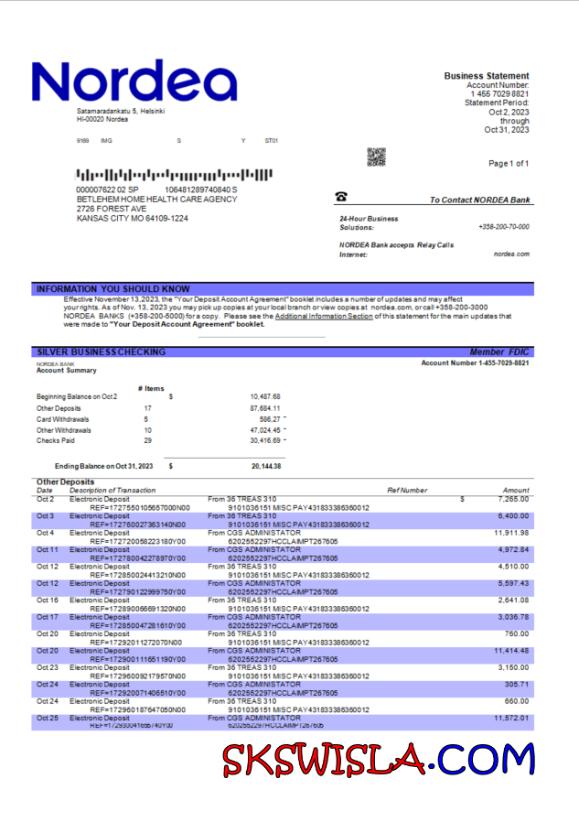 Nordea
Satamaradankatu 5, Helsinki
HI-00020 Nordea
Business Statement
Account Number:
1 455 7029 8821
Statement Period:
Oct 2, 2023
through
Oct 31, 2023
9169 IMG S Y ST01
Page 1 of 1
000007622 02 SP 106481289740840 S
BETLEHEM HOME HEALTH CARE AGENCY
2726 FOREST AVE
KANSAS CITY MO 64109-1224
To Contact NORDEA Bank
24-Hour Business
Solutions: +358-200-70-000
NORDEA Bank accepts Relay Calls
Internet: nordea.com
INFORMATION YOU SHOULD KNOW
Effective November 13,2023, the "Your Deposit Account Agreement" booklet includes a number of updates and may affect
your rights. As of Nov. 13, 2023 you may pick up copies at your local branch or view copies at nordea.com, or call +358-200-3000
NORDEA BANKS (+358-200-5000) for a copy. Please see the Additional Information Section of this statement for the main updates that
were made to "Your Deposit Account Agreement" booklet.
SILVER BUSINESS CHECKING Member FDIC
NORDEA BANK Account Number 1-455-7029-8821
Account Summary
# Items
Beginning Balance on Oct2 $ 10,487.68
Other Deposits 17 87,684.11
Card Withdrawals 5 586,27 -
Other Withdrawals 10 47,024.45 -
Checks Paid 29 30,416.69 -
Ending Balance on Oct 31, 2023 $ 20,144.38
Other Deposits
Date Description of Transaction Ref Number Amount
Oct 2 Electronic Deposit From 36 TREAS 310 $ 7,265.00
REF=1727550105657000N00 9101036151 MISC PAY431833386360012
Oct 3 Electronic Deposit From 36 TREAS 310 6,400.00
REF=172760027363140N00 9101036151 MISC PAY431833386360012
Oct 4 Electronic Deposit From CGS ADMINISTATOR 11,911.98
REF=172720058223180Y00 6202552297HCCLAIMPT267605
Oct 11 Electronic Deposit From CGS ADMINISTATOR 4,972.84
REF=172780042278970Y00 6202552297HCCLAIMPT267605
Oct 12 Electronic Deposit From 36 TREAS 310 4,510.00
REF=172850024413210N00 9101036151 MISC PAY431833386360012
Oct 12 Electronic Deposit From CGS ADMINISTATOR 5,597.43
REF=172790122999750Y00 6202552297HCCLAIMPT267605
Oct 16 Electronic Deposit From 36 TREAS 310 2,641.08
REF=172890066691320N00 9101036151 MISC PAY431833386360012
Oct 17 Electronic Deposit From CGS ADMINISTATOR 3,036.78
REF=172850047281610Y00 6202552297HCCLAIMPT267605
Oct 20 Electronic Deposit From 36 TREAS 310 760.00
REF=17292011272070N00 9101036151 MISC PAY431833386360012
Oct 20 Electronic Deposit From CGS ADMINISTATOR 11,414.48
REF=172900111651190Y00 6202552297HCCLAIMPT267605
Oct 23 Electronic Deposit From 36 TREAS 310 3,150.00
REF=172960092179570N00 9101036151 MISC PAY431833386360012
Oct 24 Electronic Deposit From CGS ADMINISTATOR 305.71
REF=172920071406510Y00 6202552297HCCLAIMPT267605
Oct 24 Electronic Deposit From 36 TREAS 310 660.00
REF=172960187647050N00 9101036151 MISC PAY431833386360012
Oct 25 Electronic Deposit From CGS ADMINISTATOR 11,572.01
REF=172930041655740Y00 6202552297HCCLAIMPT267605
SKSWISLA.COM